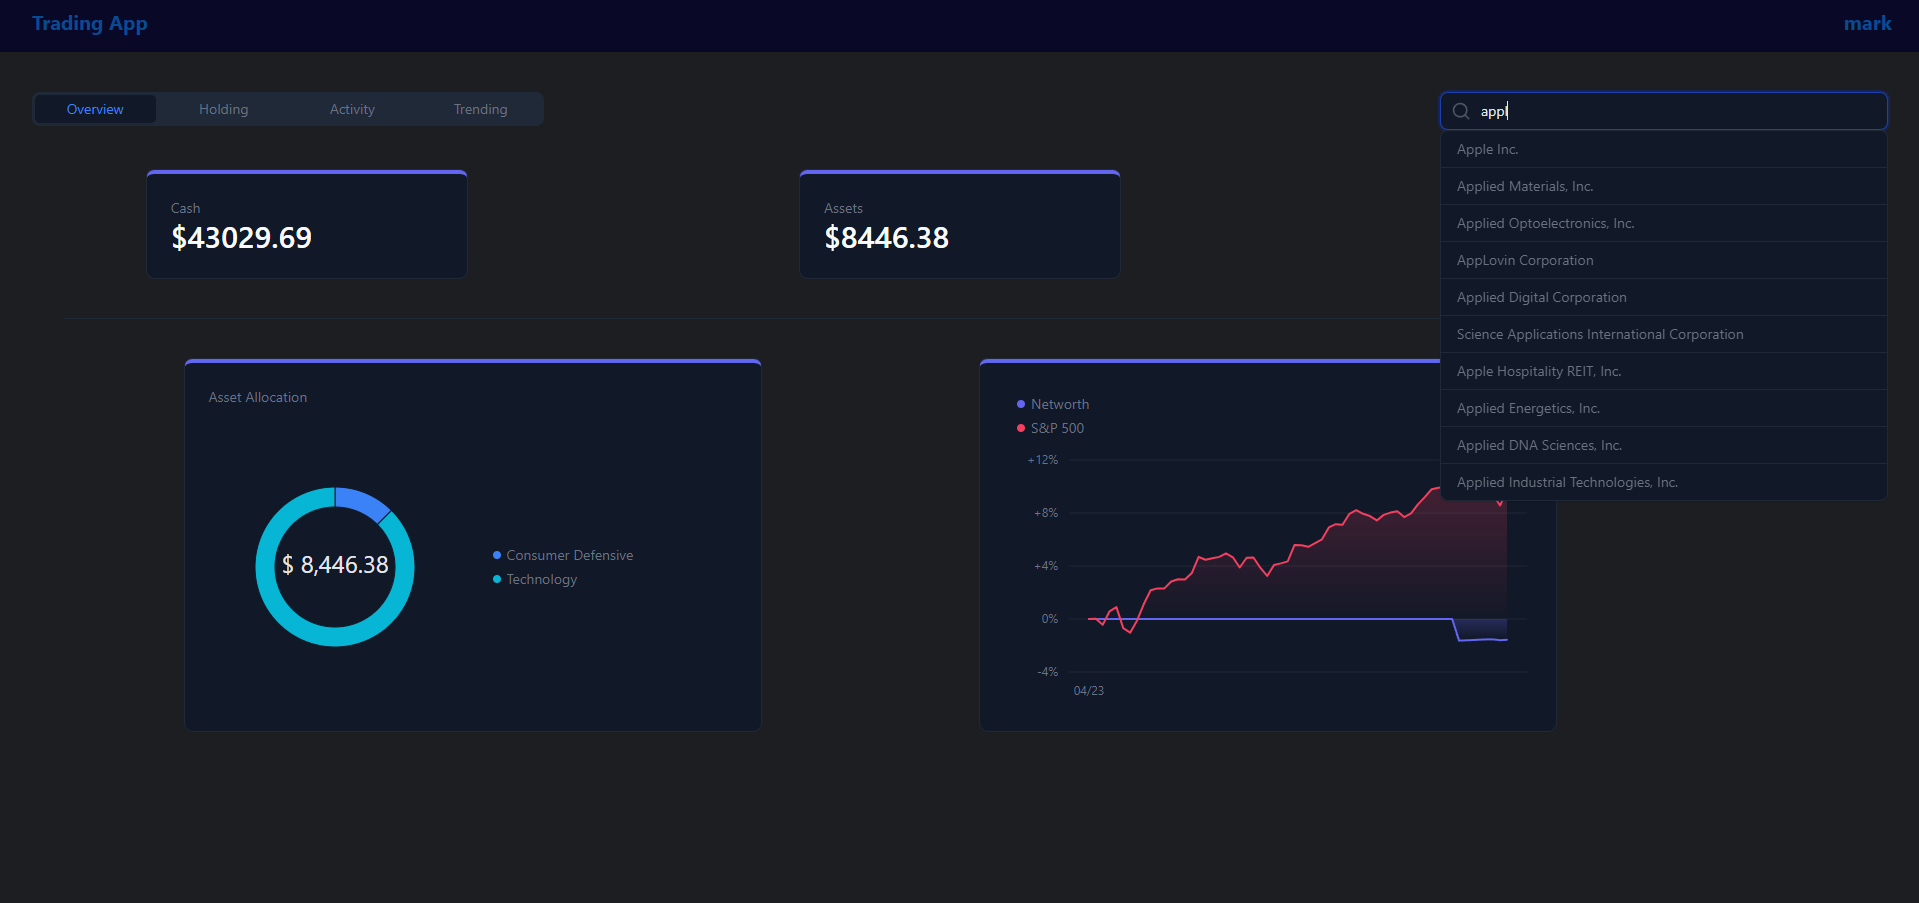 Trading App
mark
Overview
Holding
Activity
Trending
appl
Apple Inc.
Applied Materials, Inc.
Applied Optoelectronics, Inc.
AppLovin Corporation
Applied Digital Corporation
Science Applications International Corporation
Apple Hospitality REIT, Inc.
Applied Energetics, Inc.
Applied DNA Sciences, Inc.
Applied Industrial Technologies, Inc.
Cash
$43029.69
Assets
$8446.38
Asset Allocation
$ 8,446.38
Consumer Defensive
Technology
Networth
S&P 500
+12%
+8%
+4%
0%
-4%
04/23